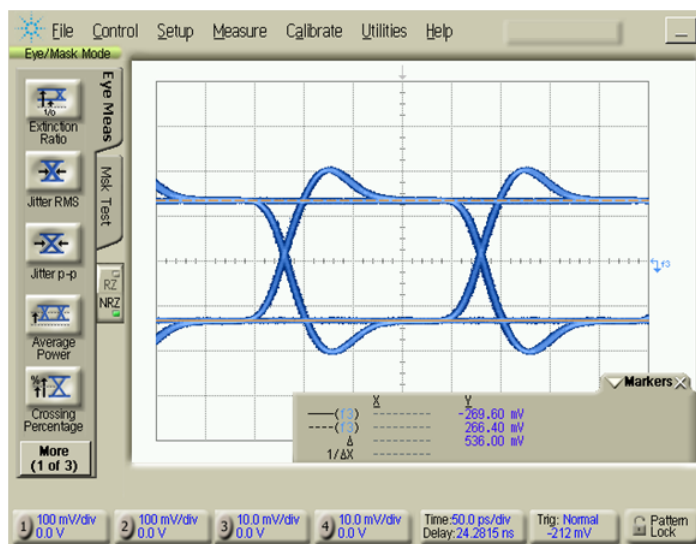 File Control Setup Measure Calibrate Utilities Help
Eye/Mask Mode
Eye Meas
Msk Test
1/0
Extinction
Ratio
Jitter RMS
Jitter p-p
Average
Power
%
Crossing
Percentage
More
(1 of 3)
RZ
NRZ
f3
Markers
X Y
(f3) --------- -269.60 mV
(f3) --------- 266.40 mV
Δ --------- 536.00 mV
1/ΔX ---------
1 100 mV/div
0.0 V
2 100 mV/div
0.0 V
3 10.0 mV/div
0.0 V
4 10.0 mV/div
0.0 V
Time:50.0 ps/div
Delay:24.2815 ns
Trig: Normal
-212 mV
Pattern
Lock